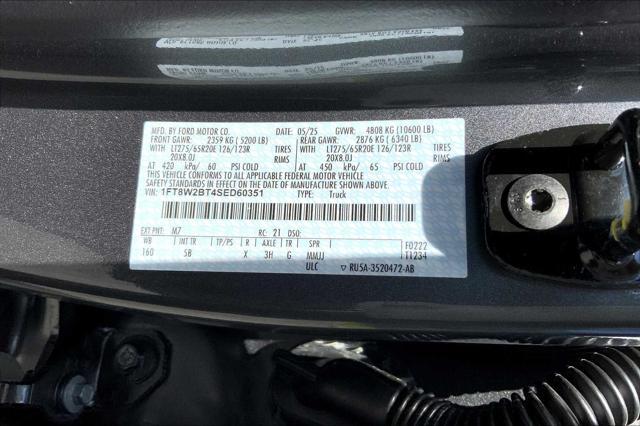 MFD. BY FORD MOTOR CO. 05/25 GVWR: 4808 KG (10600 LB)
FRONT GAWR: 2359 KG ( 5200 LB) REAR GAWR: 2876 KG ( 6340 LB)
WITH LT275/65R20E 126/123R TIRES WITH LT275/65R20E 126/123R TIRES
20X8.0J RIMS 20X8.0J RIMS
AT 420 kPa/ 60 PSI COLD AT 450 kPa/ 65 PSI COLD
THIS VEHICLE CONFORMS TO ALL APPLICABLE FEDERAL MOTOR VEHICLE
SAFETY STANDARDS IN EFFECT ON THE DATE OF MANUFACTURE SHOWN ABOVE.
VIN: 1FT8W2BT4SED60351 TYPE: Truck
EXT PNT: M7 RC: 21 DSO:
WB INT TR TP/PS R AXLE TR SPR F0222
160 5B X 3H G MMJJ T1234
ULC ▽ RU5A-3520472-AB